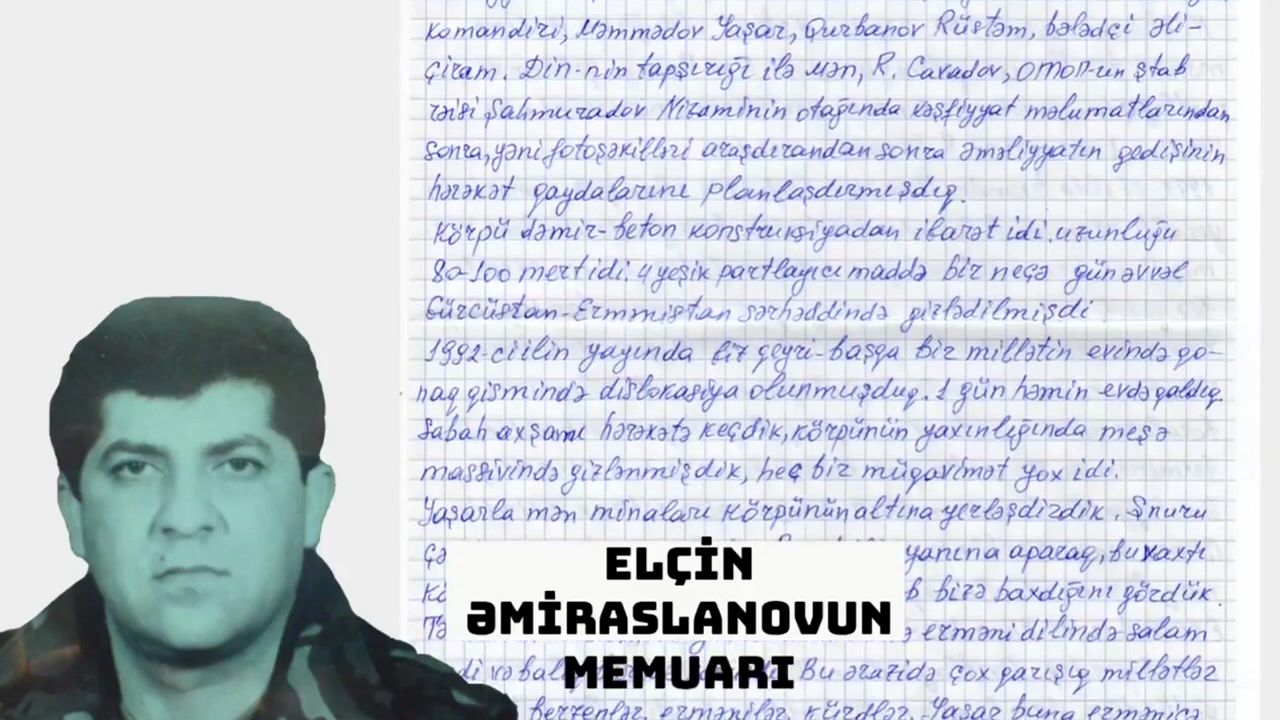 komandiri, Məmmədov Yaşar, Qurbanov Rüstəm, bələdçi Əli-
çiram. DİN-nin tapşırığı ilə mən, R. Cavadov, OMON-un ştab
rəisi Şahmuradov Nizaminin otağında kəşfiyyat məlumatlarından
sonra, yəni fotoşəkilləri araşdırandan sonra əməliyyatın gedişinin
hərəkət qaydalarını planlaşdırmışdıq.
Körpü dəmir-beton konstruksiyadan ibarət idi. uzunluğu
80-100 mert idi. 4 yeşik partlayıcı maddə bir neçə gün əvvəl
Gürcüstan-Ermənistan sərhəddində gizlədilmişdi
1992-ci ilin yayında biz qeyri-başqa bir millətin evində qo-
naq qismində dislokasiya olunmuşduq. 1 gün həmin evdə qaldıq.
Sabah axşamı hərəkətə keçdik, körpünün yaxınlığında meşə
massivində gizlənmişdik, heç bir müqavimət yox idi.
Yaşarla mən minaları körpünün altına yerləşdirdik. Şnuru
yanına aparaq, bu vaxtı
bizə baxdığını gördük.
erməni dilində salam
Bu ərazidə çox qarışıq millətlər
ermənilər, kürdlər. Yaşar buna ermənicə
ELÇİN
ƏMİRASLANOVUN
MEMUARI